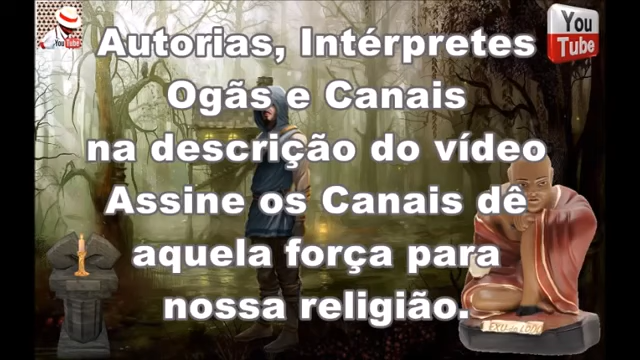 You
Tube
YouTube
Autorias, Intérpretes
Ogãs e Canais
na descrição do vídeo
Assine os Canais dê
aquela força para
nossa religião.